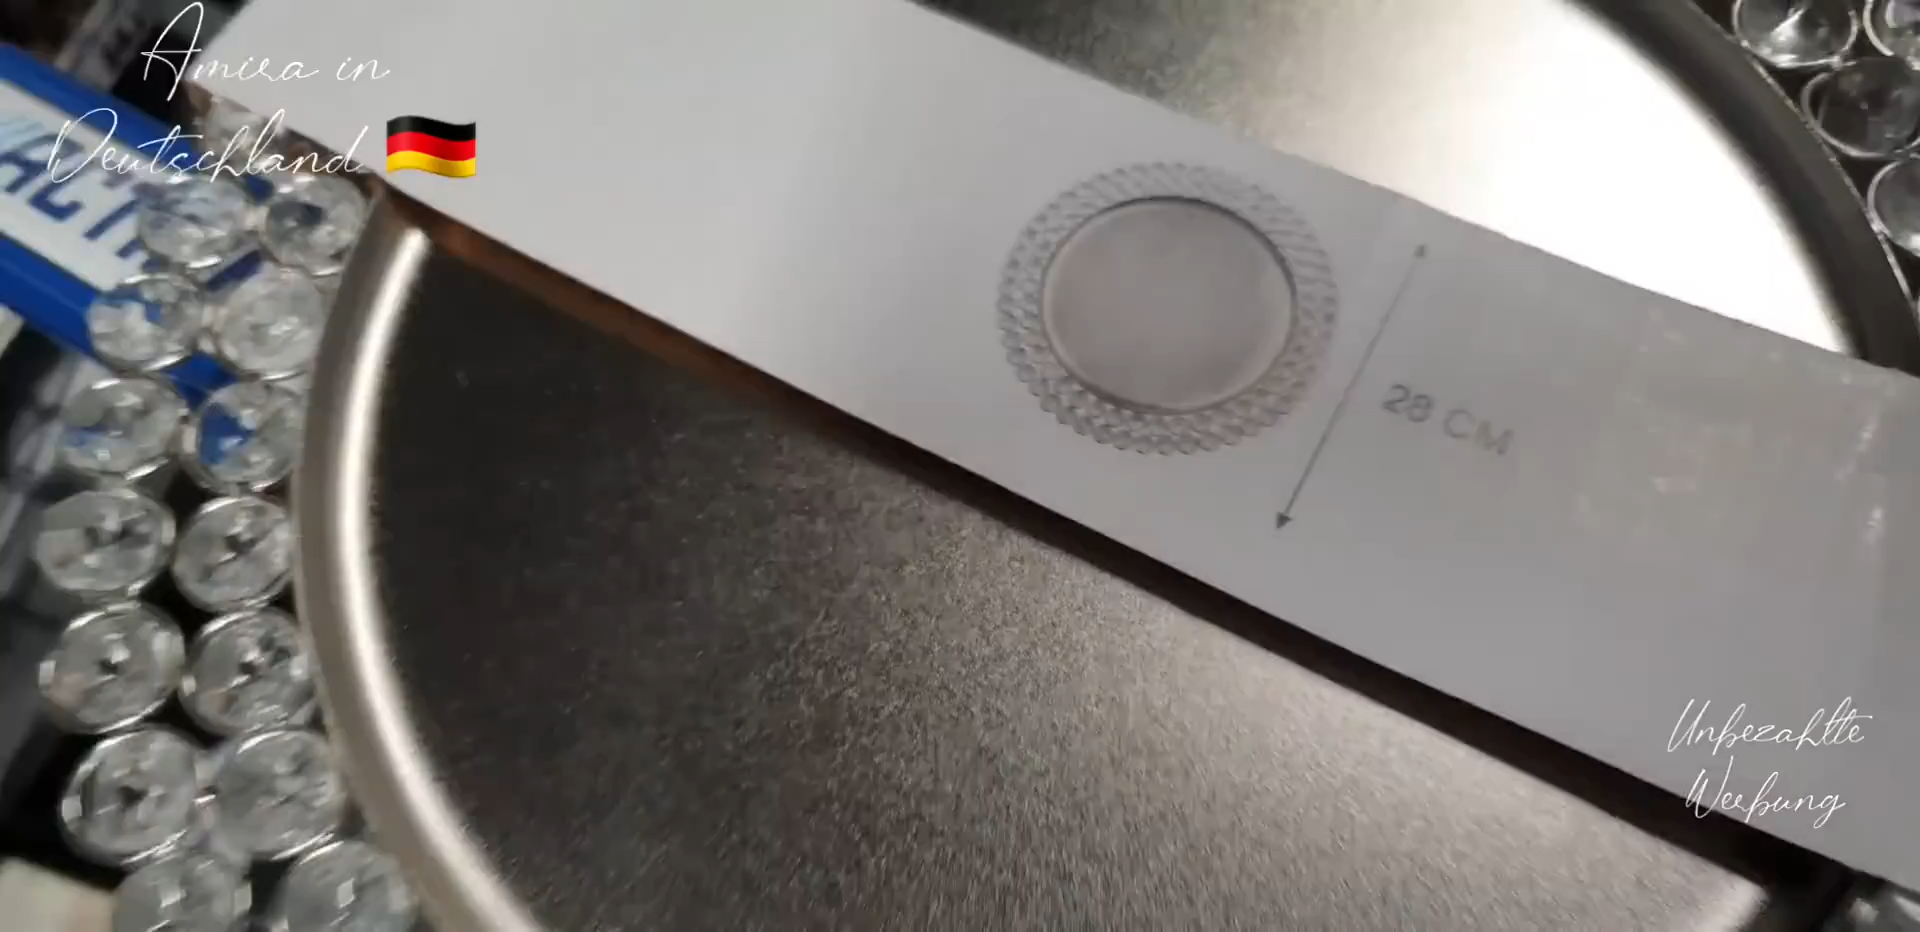 Amira in
Deutschland 🇩🇪
28 CM
Unbezahlte
Werbung